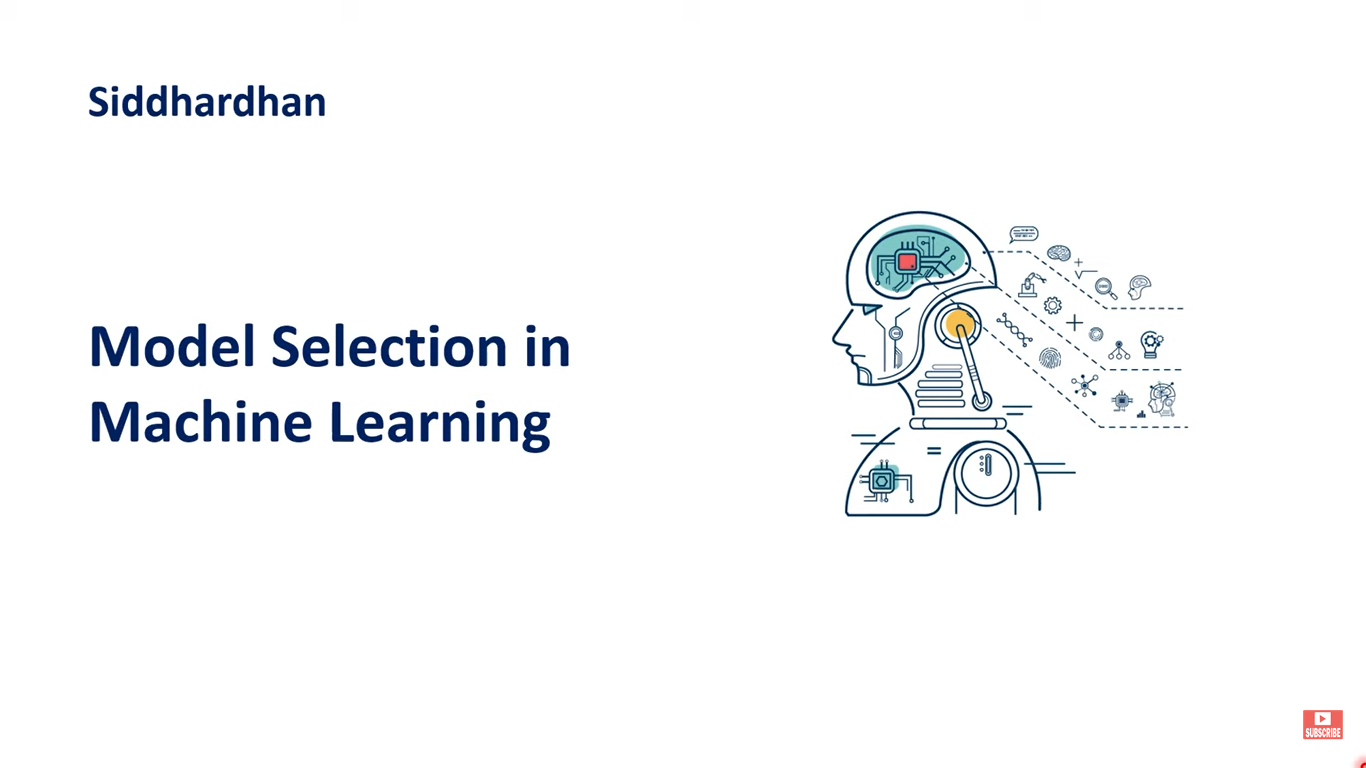 Siddhardhan
Model Selection in
Machine Learning
SUBSCRIBE